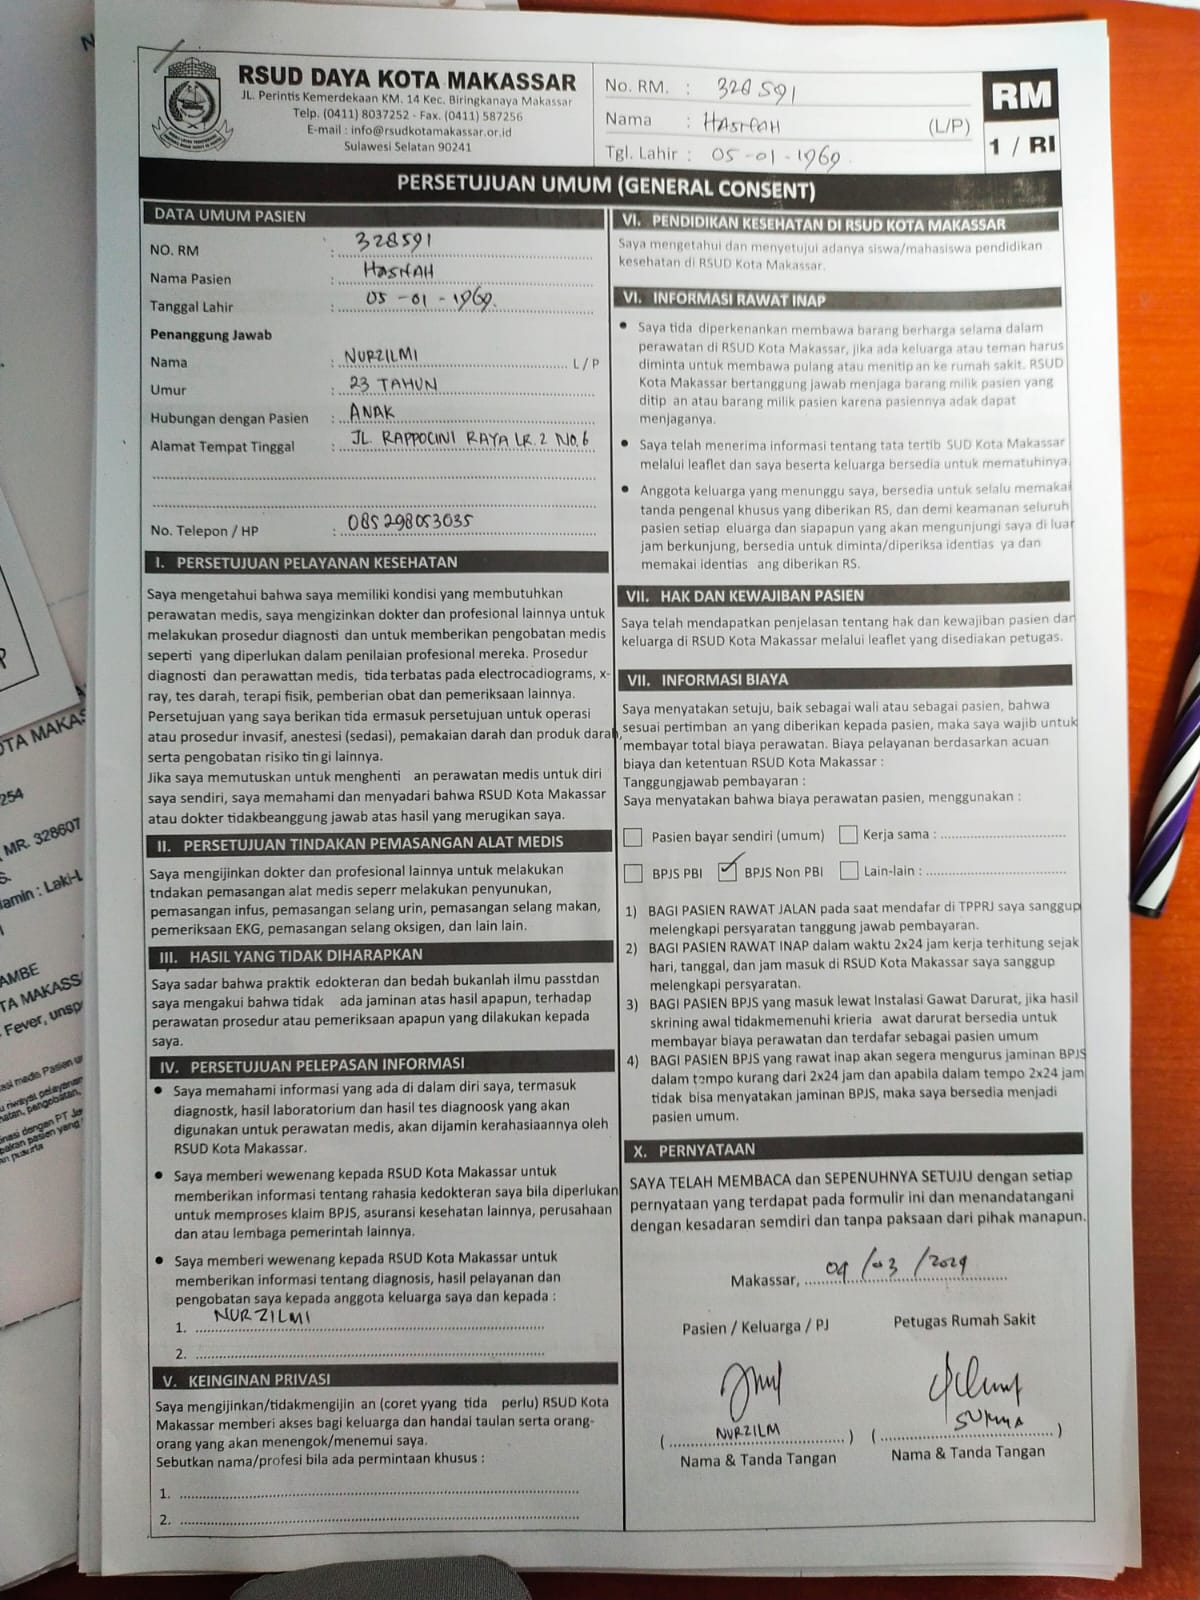 RSUD DAYA KOTA MAKASSAR
JL. Perintis Kemerdekaan KM. 14 Kec. Biringkanaya Makassar
Telp. (0411) 8037252 - Fax. (0411) 587256
E-mail : info@rsudkotamakassar.or.id
Sulawesi Selatan 90241
No. RM. : 328591
Nama : HASNAH (L/P)
Tgl. Lahir : 05-01-1969
RM
1 / RI
PERSETUJUAN UMUM (GENERAL CONSENT)
DATA UMUM PASIEN
NO. RM : 328591
Nama Pasien : HASNAH
Tanggal Lahir : 05-01-1969.
Penanggung Jawab
Nama : NURZILMI L / P
Umur : 23 TAHUN
Hubungan dengan Pasien : ANAK
Alamat Tempat Tinggal : JL. RAPPOCINI RAYA LR. 2 NO. 6
No. Telepon / HP : 085298053035
I. PERSETUJUAN PELAYANAN KESEHATAN
Saya mengetahui bahwa saya memiliki kondisi yang membutuhkan
perawatan medis, saya mengizinkan dokter dan profesional lainnya untuk
melakukan prosedur diagnosti dan untuk memberikan pengobatan medis
seperti yang diperlukan dalam penilaian profesional mereka. Prosedur
diagnosti dan perawattan medis, tida terbatas pada electrocadiograms, x-
ray, tes darah, terapi fisik, pemberian obat dan pemeriksaan lainnya.
Persetujuan yang saya berikan tida ermasuk persetujuan untuk operasi
atau prosedur invasif, anestesi (sedasi), pemakaian darah dan produk darah,
serta pengobatan risiko tin gi lainnya.
Jika saya memutuskan untuk menghenti an perawatan medis untuk diri
saya sendiri, saya memahami dan menyadari bahwa RSUD Kota Makassar
atau dokter tidakbeanggung jawab atas hasil yang merugikan saya.
II. PERSETUJUAN TINDAKAN PEMASANGAN ALAT MEDIS
Saya mengijinkan dokter dan profesional lainnya untuk melakukan
tndakan pemasangan alat medis seperr melakukan penyunukan,
pemasangan infus, pemasangan selang urin, pemasangan selang makan,
pemeriksaan EKG, pemasangan selang oksigen, dan lain lain.
III. HASIL YANG TIDAK DIHARAPKAN
Saya sadar bahwa praktik edokteran dan bedah bukanlah ilmu passtdan
saya mengakui bahwa tidak ada jaminan atas hasil apapun, terhadap
perawatan prosedur atau pemeriksaan apapun yang dilakukan kepada
saya.
IV. PERSETUJUAN PELEPASAN INFORMASI
• Saya memahami informasi yang ada di dalam diri saya, termasuk
diagnostk, hasil laboratorium dan hasil tes diagnoosk yang akan
digunakan untuk perawatan medis, akan dijamin kerahasiaannya oleh
RSUD Kota Makassar.
• Saya memberi wewenang kepada RSUD Kota Makassar untuk
memberikan informasi tentang rahasia kedokteran saya bila diperlukan
untuk memproses klaim BPJS, asuransi kesehatan lainnya, perusahaan
dan atau lembaga pemerintah lainnya.
• Saya memberi wewenang kepada RSUD Kota Makassar untuk
memberikan informasi tentang diagnosis, hasil pelayanan dan
pengobatan saya kepada anggota keluarga saya dan kepada :
1. NURZILMI
2.
V. KEINGINAN PRIVASI
Saya mengijinkan/tidakmengijin an (coret yyang tida perlu) RSUD Kota
Makassar memberi akses bagi keluarga dan handai taulan serta orang-
orang yang akan menengok/menemui saya.
Sebutkan nama/profesi bila ada permintaan khusus :
1.
2.
VI. PENDIDIKAN KESEHATAN DI RSUD KOTA MAKASSAR
Saya mengetahui dan menyetujui adanya siswa/mahasiswa pendidikan
kesehatan di RSUD Kota Makassar.
VI. INFORMASI RAWAT INAP
• Saya tida diperkenankan membawa barang berharga selama dalam
perawatan di RSUD Kota Makassar, jika ada keluarga atau teman harus
diminta untuk membawa pulang atau menitip an ke rumah sakit. RSUD
Kota Makassar bertanggung jawab menjaga barang milik pasien yang
ditip an atau barang milik pasien karena pasiennya adak dapat
menjaganya.
• Saya telah menerima informasi tentang tata tertib SUD Kota Makassar
melalui leaflet dan saya beserta keluarga bersedia untuk mematuhinya.
• Anggota keluarga yang menunggu saya, bersedia untuk selalu memakai
tanda pengenal khusus yang diberikan RS, dan demi keamanan seluruh
pasien setiap eluarga dan siapapun yang akan mengunjungi saya di luar
jam berkunjung, bersedia untuk diminta/diperiksa identias ya dan
memakai identias ang diberikan RS.
VII. HAK DAN KEWAJIBAN PASIEN
Saya telah mendapatkan penjelasan tentang hak dan kewajiban pasien dan
keluarga di RSUD Kota Makassar melalui leaflet yang disediakan petugas.
VII. INFORMASI BIAYA
Saya menyatakan setuju, baik sebagai wali atau sebagai pasien, bahwa
sesuai pertimban an yang diberikan kepada pasien, maka saya wajib untuk
membayar total biaya perawatan. Biaya pelayanan berdasarkan acuan
biaya dan ketentuan RSUD Kota Makassar :
Tanggungjawab pembayaran :
Saya menyatakan bahwa biaya perawatan pasien, menggunakan :
Pasien bayar sendiri (umum) Kerja sama :
BPJS PBI ✓ BPJS Non PBI Lain-lain :
1) BAGI PASIEN RAWAT JALAN pada saat mendafar di TPPRJ saya sanggup
melengkapi persyaratan tanggung jawab pembayaran.
2) BAGI PASIEN RAWAT INAP dalam waktu 2x24 jam kerja terhitung sejak
hari, tanggal, dan jam masuk di RSUD Kota Makassar saya sanggup
melengkapi persyaratan.
3) BAGI PASIEN BPJS yang masuk lewat Instalasi Gawat Darurat, jika hasil
skrining awal tidakmemenuhi krieria awat darurat bersedia untuk
membayar biaya perawatan dan terdafar sebagai pasien umum
4) BAGI PASIEN BPJS yang rawat inap akan segera mengurus jaminan BPJS
dalam tempo kurang dari 2x24 jam dan apabila dalam tempo 2x24 jam
tidak bisa menyatakan jaminan BPJS, maka saya bersedia menjadi
pasien umum.
X. PERNYATAAN
SAYA TELAH MEMBACA dan SEPENUHNYA SETUJU dengan setiap
pernyataan yang terdapat pada formulir ini dan menandatangani
dengan kesadaran semdiri dan tanpa paksaan dari pihak manapun.
Makassar, 09/03/2024
Pasien / Keluarga / PJ Petugas Rumah Sakit
( NURZILM ) ( )
Nama & Tanda Tangan Nama & Tanda Tangan
OTA MAKAS
254
MR. 328607
amin : Laki-L
AMBE
TA MAKASS
Fever, unsp